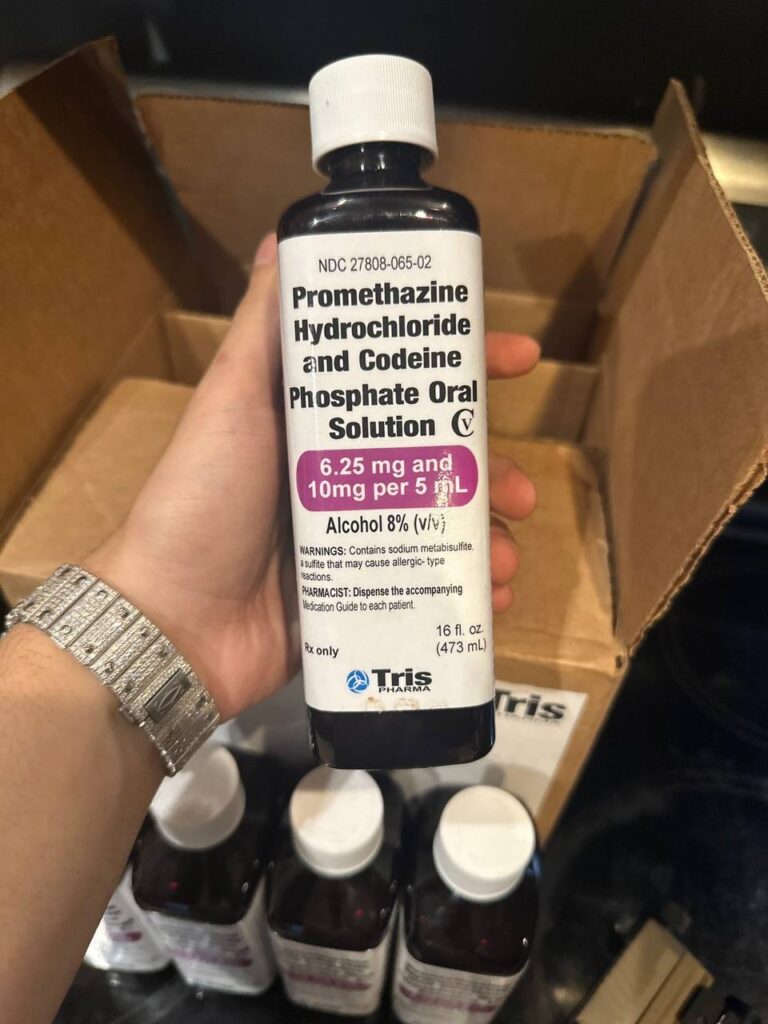 NDC 27808-065-02
Promethazine
Hydrochloride
and Codeine
Phosphate Oral
Solution CV
6.25 mg and
10mg per 5 mL
Alcohol 8% (v/v)
WARNINGS: Contains sodium metabisulfite,
a sulfite that may cause allergic- type
reactions.
PHARMACIST: Dispense the accompanying
Medication Guide to each patient.
Rx only
16 fl. oz.
(473 mL)
Tris
PHARMA
Tris
PHARMA